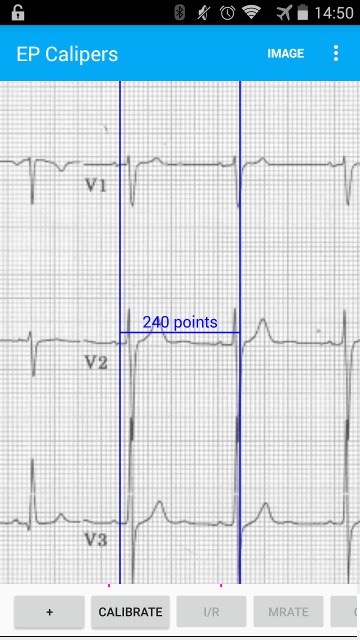 14:50
EP Calipers
IMAGE
V1
240 points
V2
V3
+
CALIBRATE
I/R
MRATE